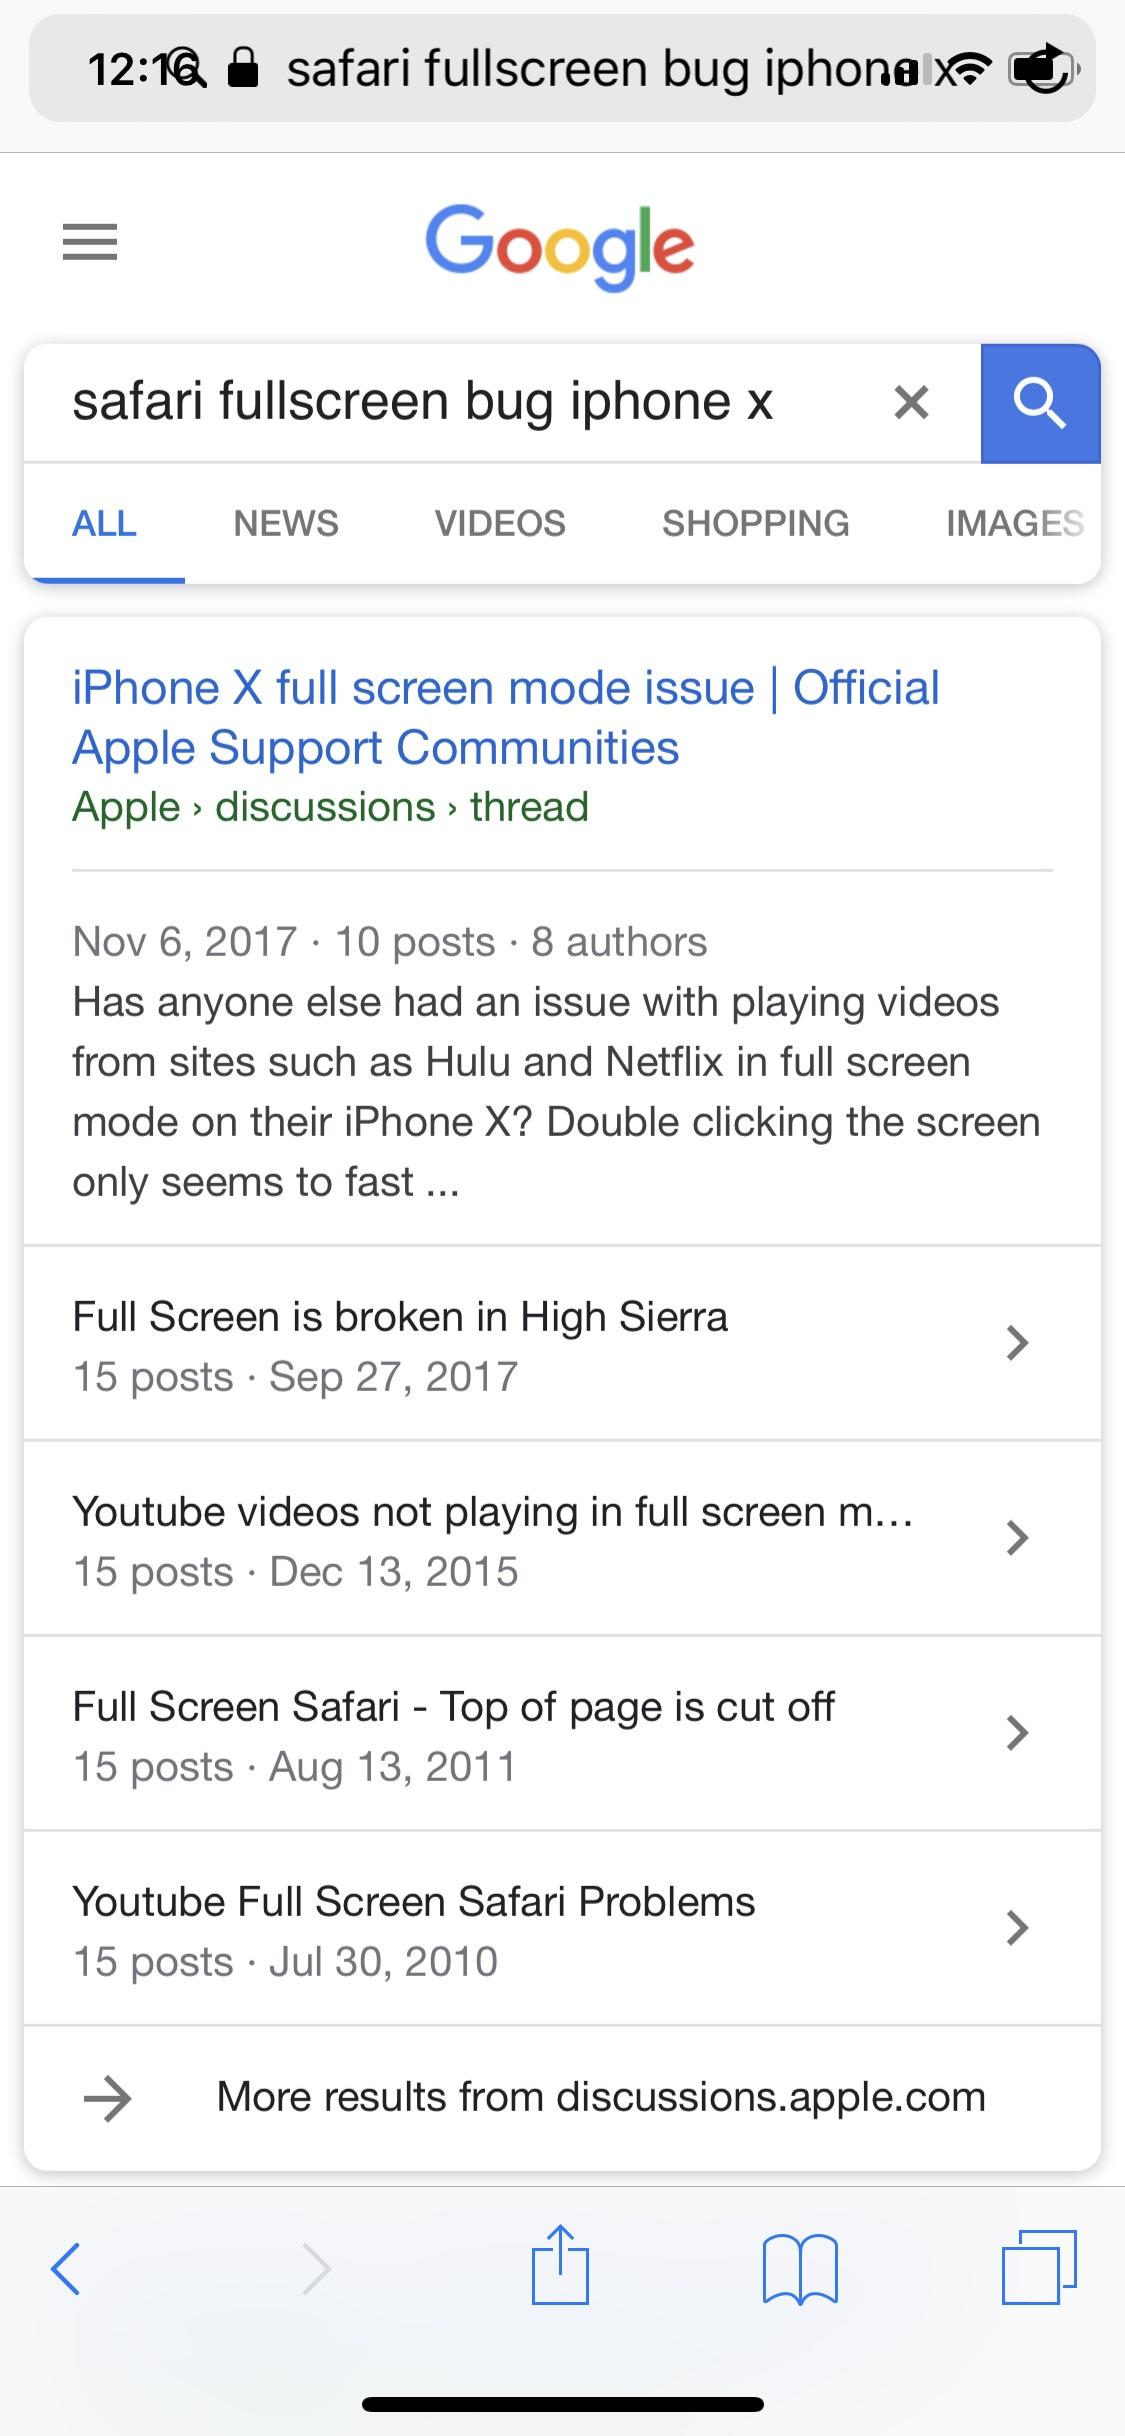 12:16
safari fullscreen bug iphone x
Google
safari fullscreen bug iphone x
ALL NEWS VIDEOS SHOPPING IMAGES
iPhone X full screen mode issue | Official
Apple Support Communities
Apple › discussions › thread
Nov 6, 2017 · 10 posts · 8 authors
Has anyone else had an issue with playing videos
from sites such as Hulu and Netflix in full screen
mode on their iPhone X? Double clicking the screen
only seems to fast ...
Full Screen is broken in High Sierra
15 posts · Sep 27, 2017
Youtube videos not playing in full screen m...
15 posts · Dec 13, 2015
Full Screen Safari - Top of page is cut off
15 posts · Aug 13, 2011
Youtube Full Screen Safari Problems
15 posts · Jul 30, 2010
More results from discussions.apple.com